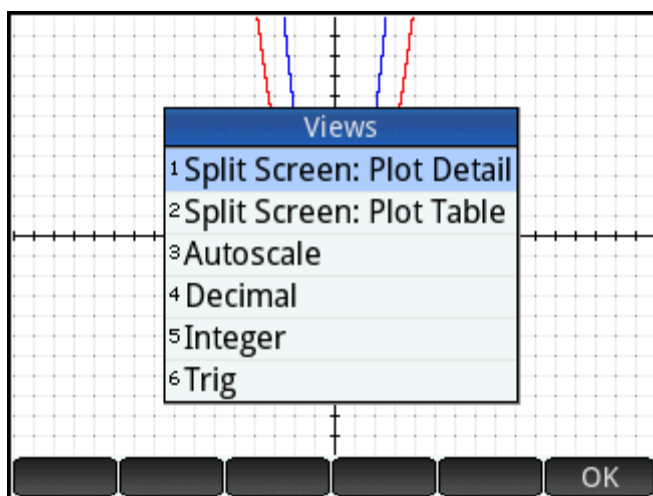 Views
1 Split Screen: Plot Detail
2 Split Screen: Plot Table
3 Autoscale
4 Decimal
5 Integer
6 Trig
OK